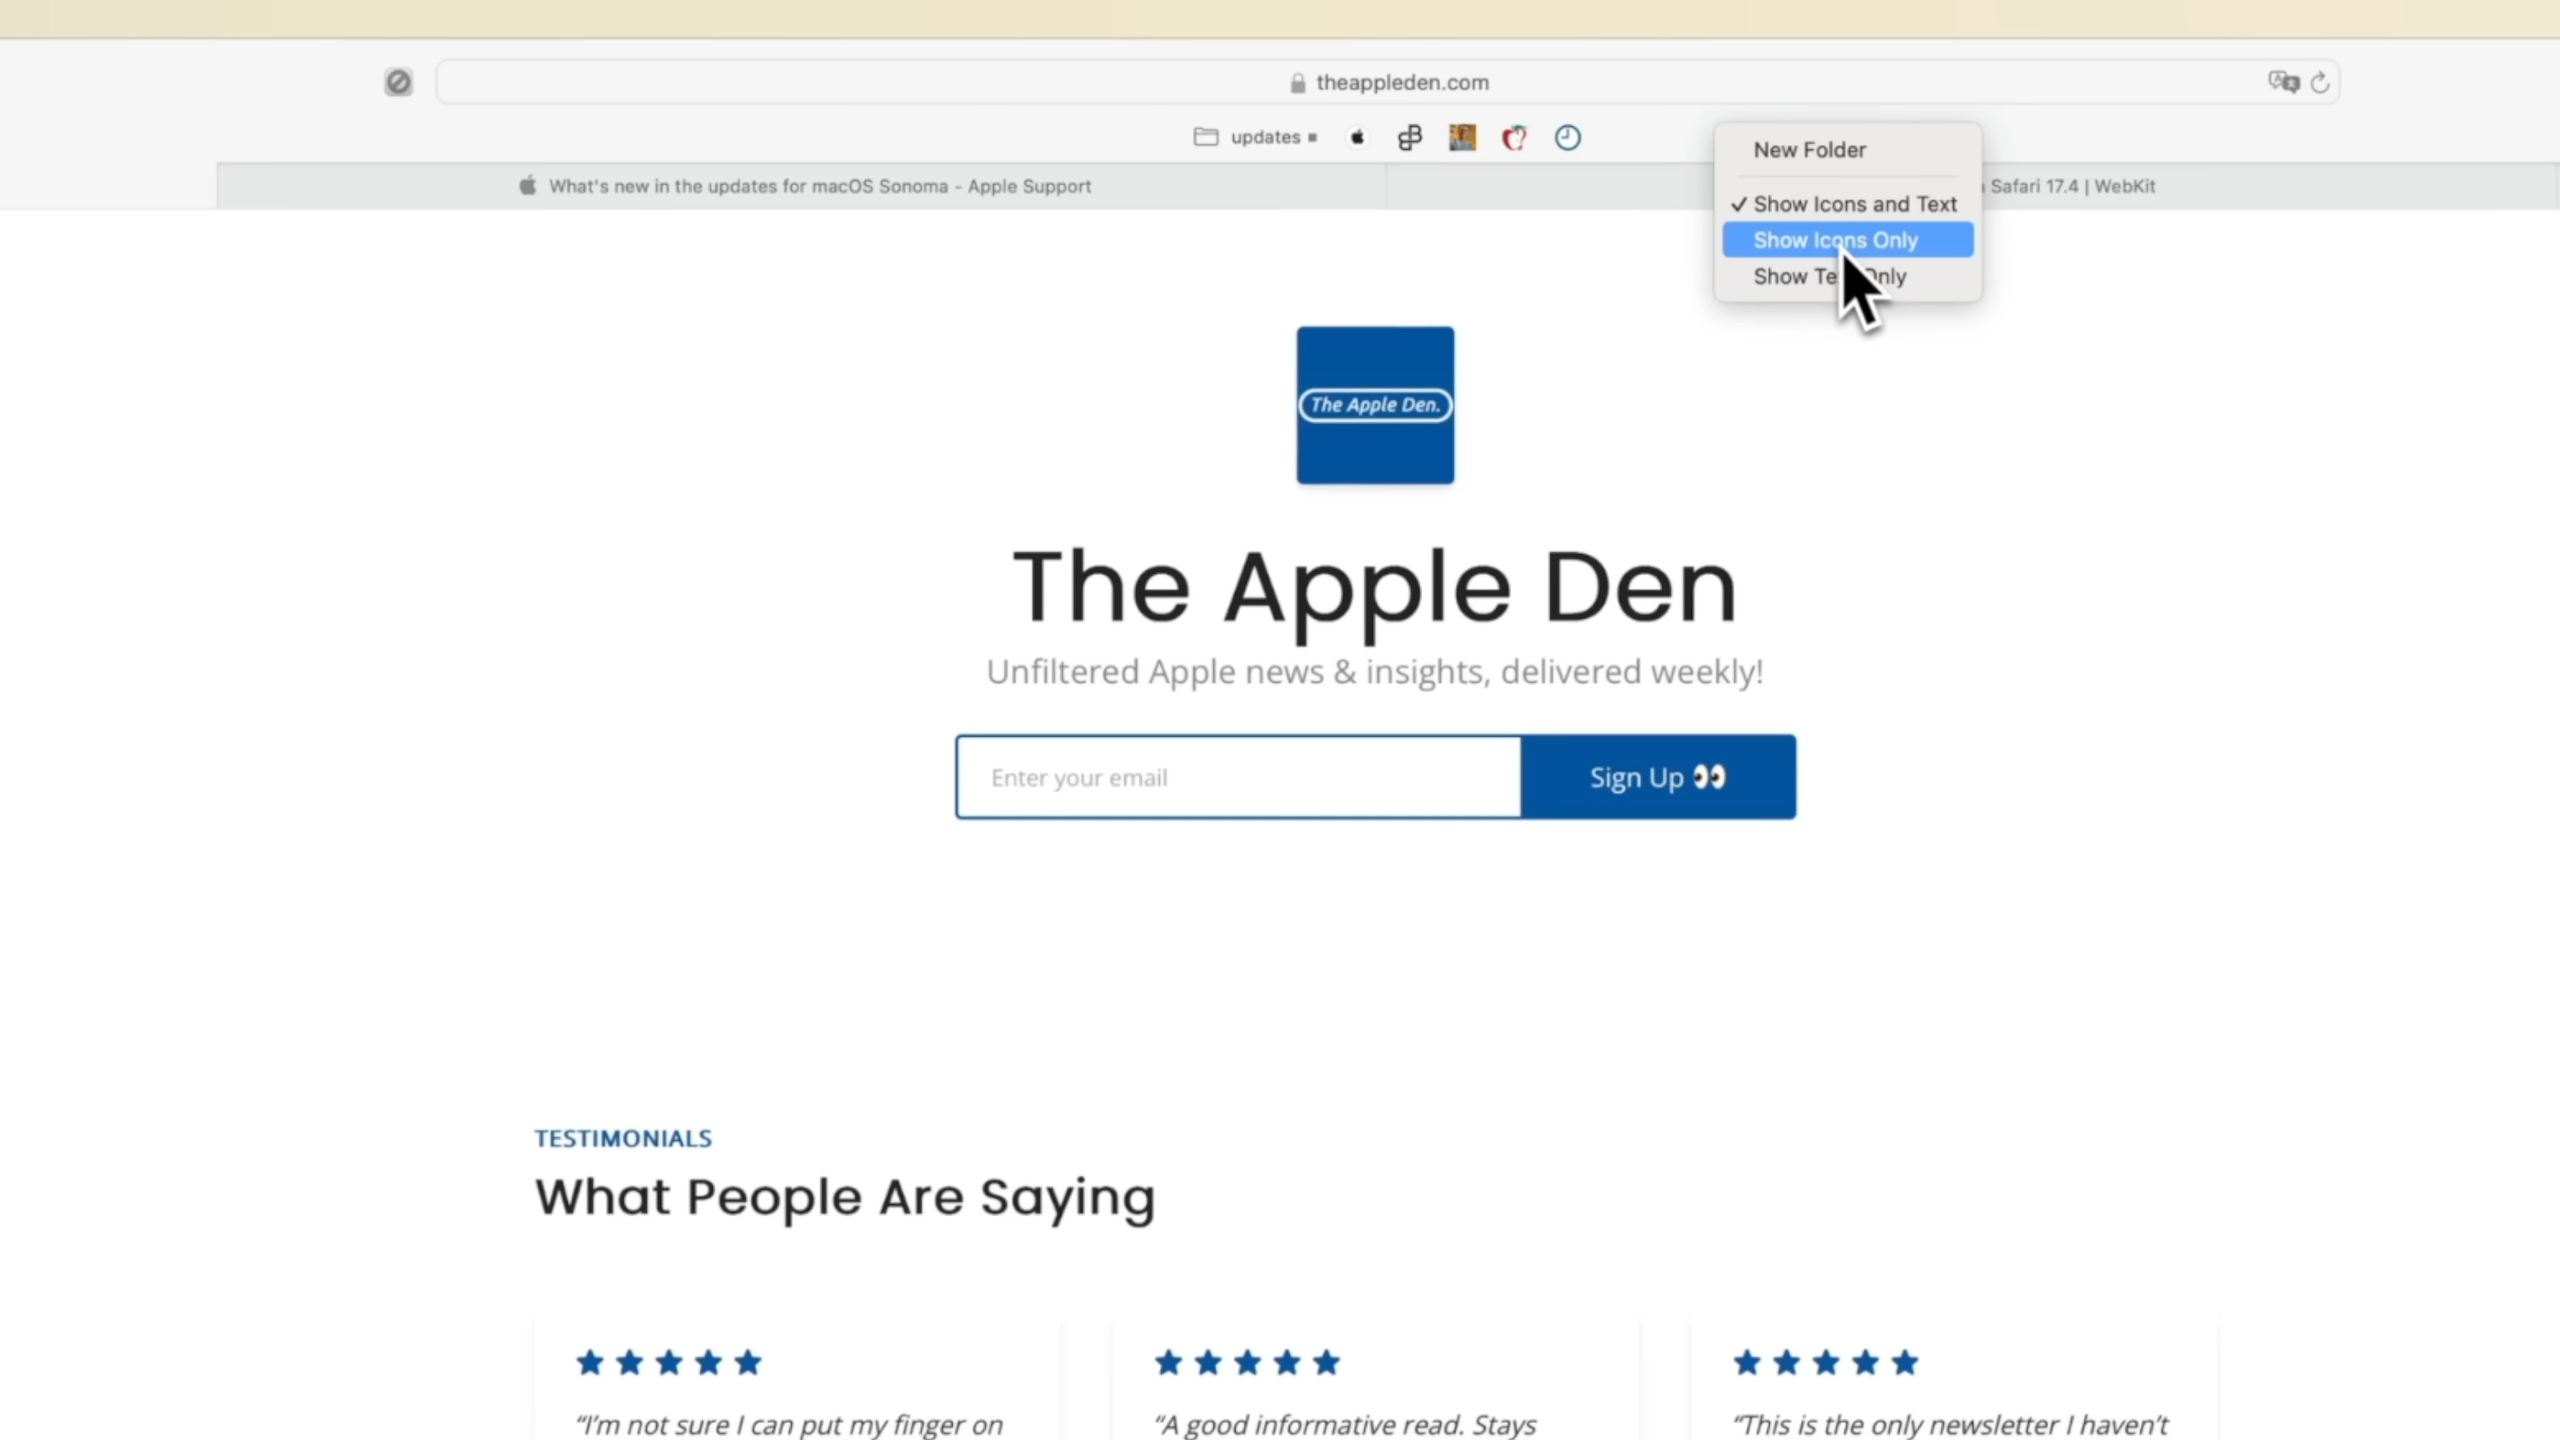 theappleden.com
updates
New Folder
What's new in the updates for macOS Sonoma - Apple Support
Safari 17.4 | WebKit
✓ Show Icons and Text
Show Icons Only
Show Only
The Apple Den.
The Apple Den
Unfiltered Apple news & insights, delivered weekly!
Enter your email
Sign Up 👀
TESTIMONIALS
What People Are Saying
★★★★★
★★★★★
★★★★★
“I’m not sure I can put my finger on
“A good informative read. Stays
“This is the only newsletter I haven’t